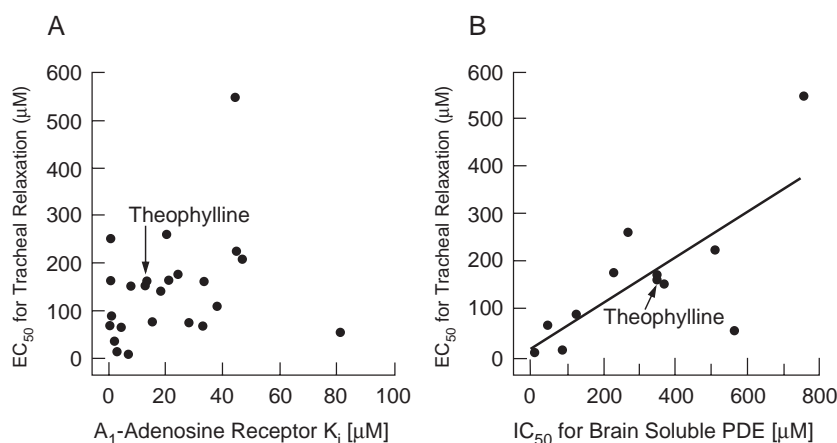 A
EC50 for Tracheal Relaxation (μM)
600
500
400
300
200
100
0
Theophylline
0 20 40 60 80 100
A1-Adenosine Receptor Ki [μM]
B
EC50 for Tracheal Relaxation (μM)
600
500
400
300
200
100
0
Theophylline
0 200 400 600 800
IC50 for Brain Soluble PDE [μM]